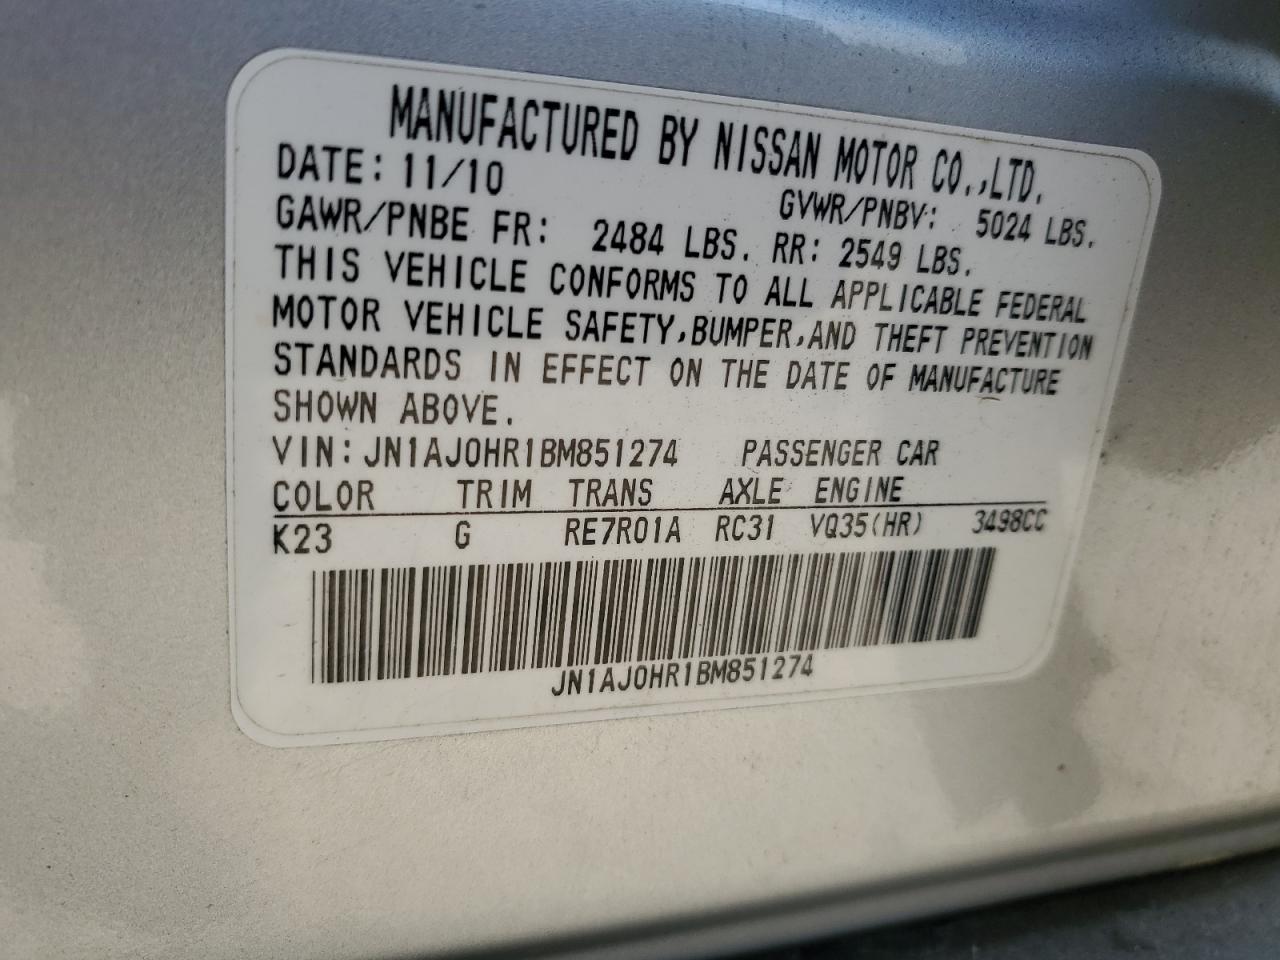 MANUFACTURED BY NISSAN MOTOR CO.,LTD.
DATE: 11/10 GVWR/PNBV: 5024 LBS.
GAWR/PNBE FR: 2484 LBS. RR: 2549 LBS.
THIS VEHICLE CONFORMS TO ALL APPLICABLE FEDERAL
MOTOR VEHICLE SAFETY,BUMPER,AND THEFT PREVENTION
STANDARDS IN EFFECT ON THE DATE OF MANUFACTURE
SHOWN ABOVE.
VIN: JN1AJ0HR1BM851274 PASSENGER CAR
COLOR TRIM TRANS AXLE ENGINE
K23 G RE7R01A RC31 VQ35(HR) 3498CC
JN1AJ0HR1BM851274